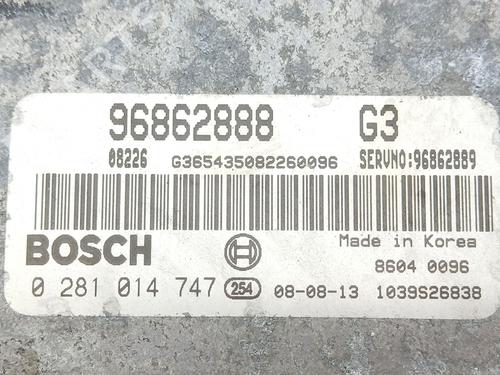 96862888 G3
08226 G365435082260096 SERVNO:96862889
BOSCH
Made in Korea
8604 0096
0 281 014 747 254 08-08-13 1039S26838